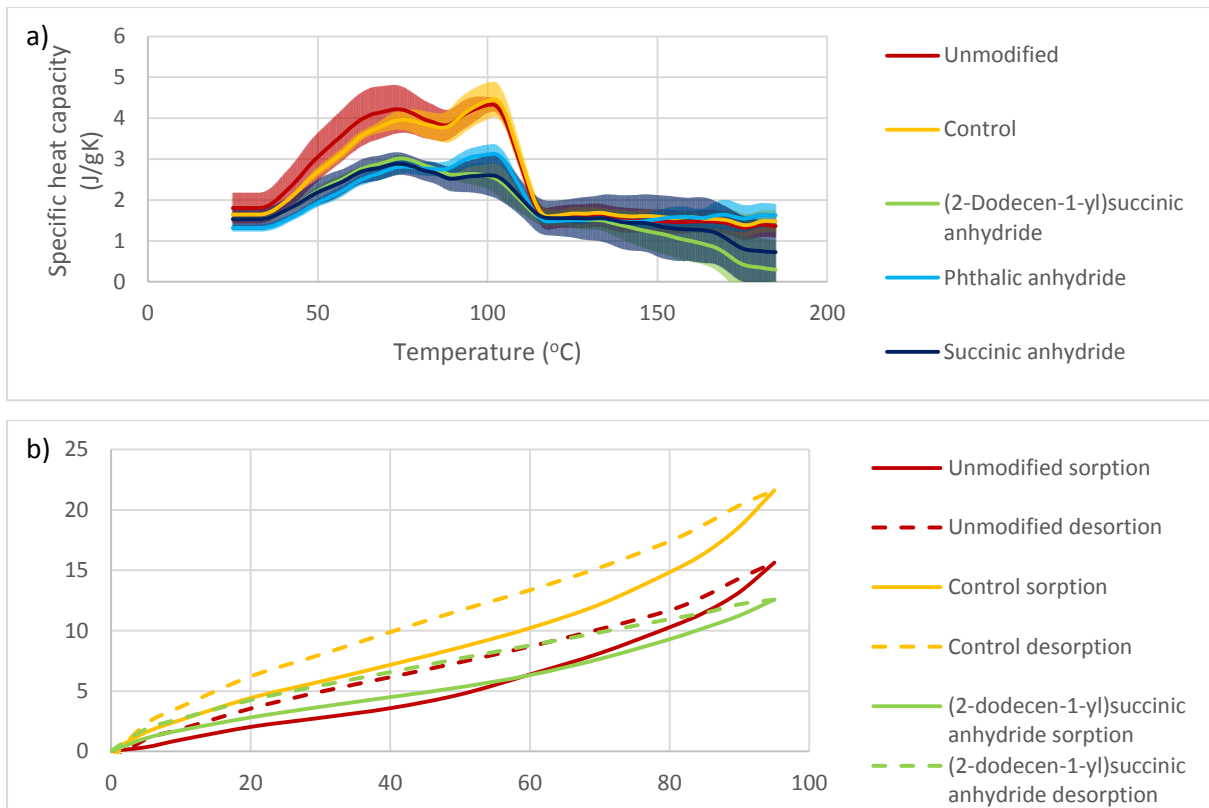 a)
Specific heat capacity
(J/gK)
6
5
4
3
2
1
0
0
50
100
150
200
Temperature (ᵒC)
Unmodified
Control
(2-Dodecen-1-yl)succinic
anhydride
Phthalic anhydride
Succinic anhydride
b)
25
20
15
10
5
0
0
20
40
60
80
100
Unmodified sorption
Unmodified desortion
Control sorption
Control desorption
(2-dodecen-1-yl)succinic
anhydride sorption
(2-dodecen-1-yl)succinic
anhydride desorption